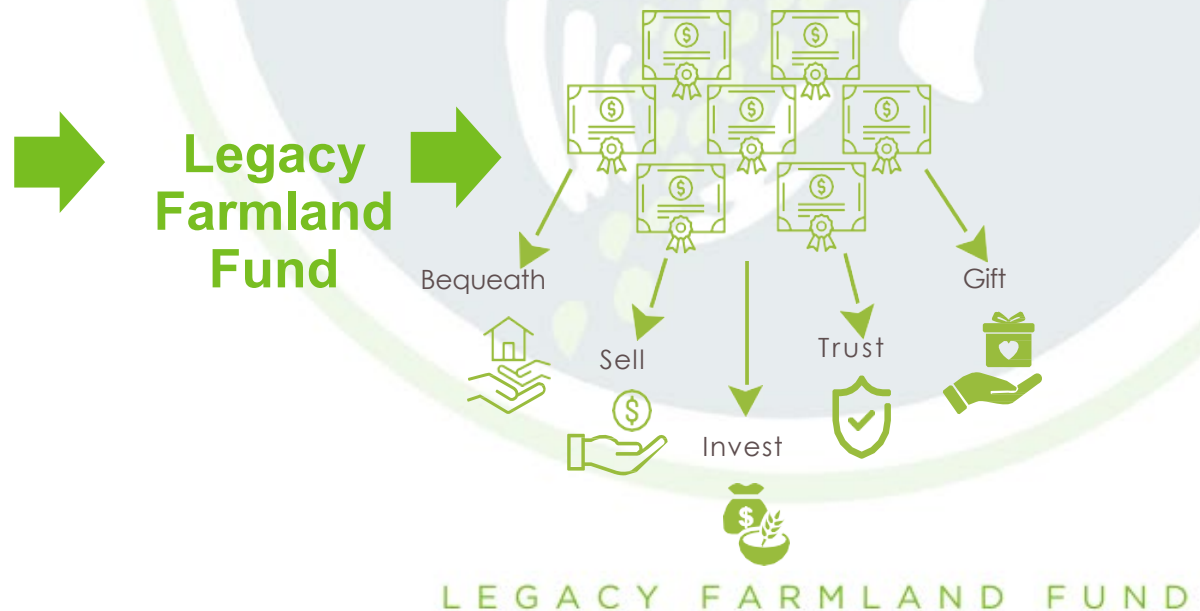 Legacy
Farmland
Fund
$ $
$ $ $
$ $
Bequeath
Gift
Sell
Trust
$
Invest
$
LEGACY FARMLAND FUND